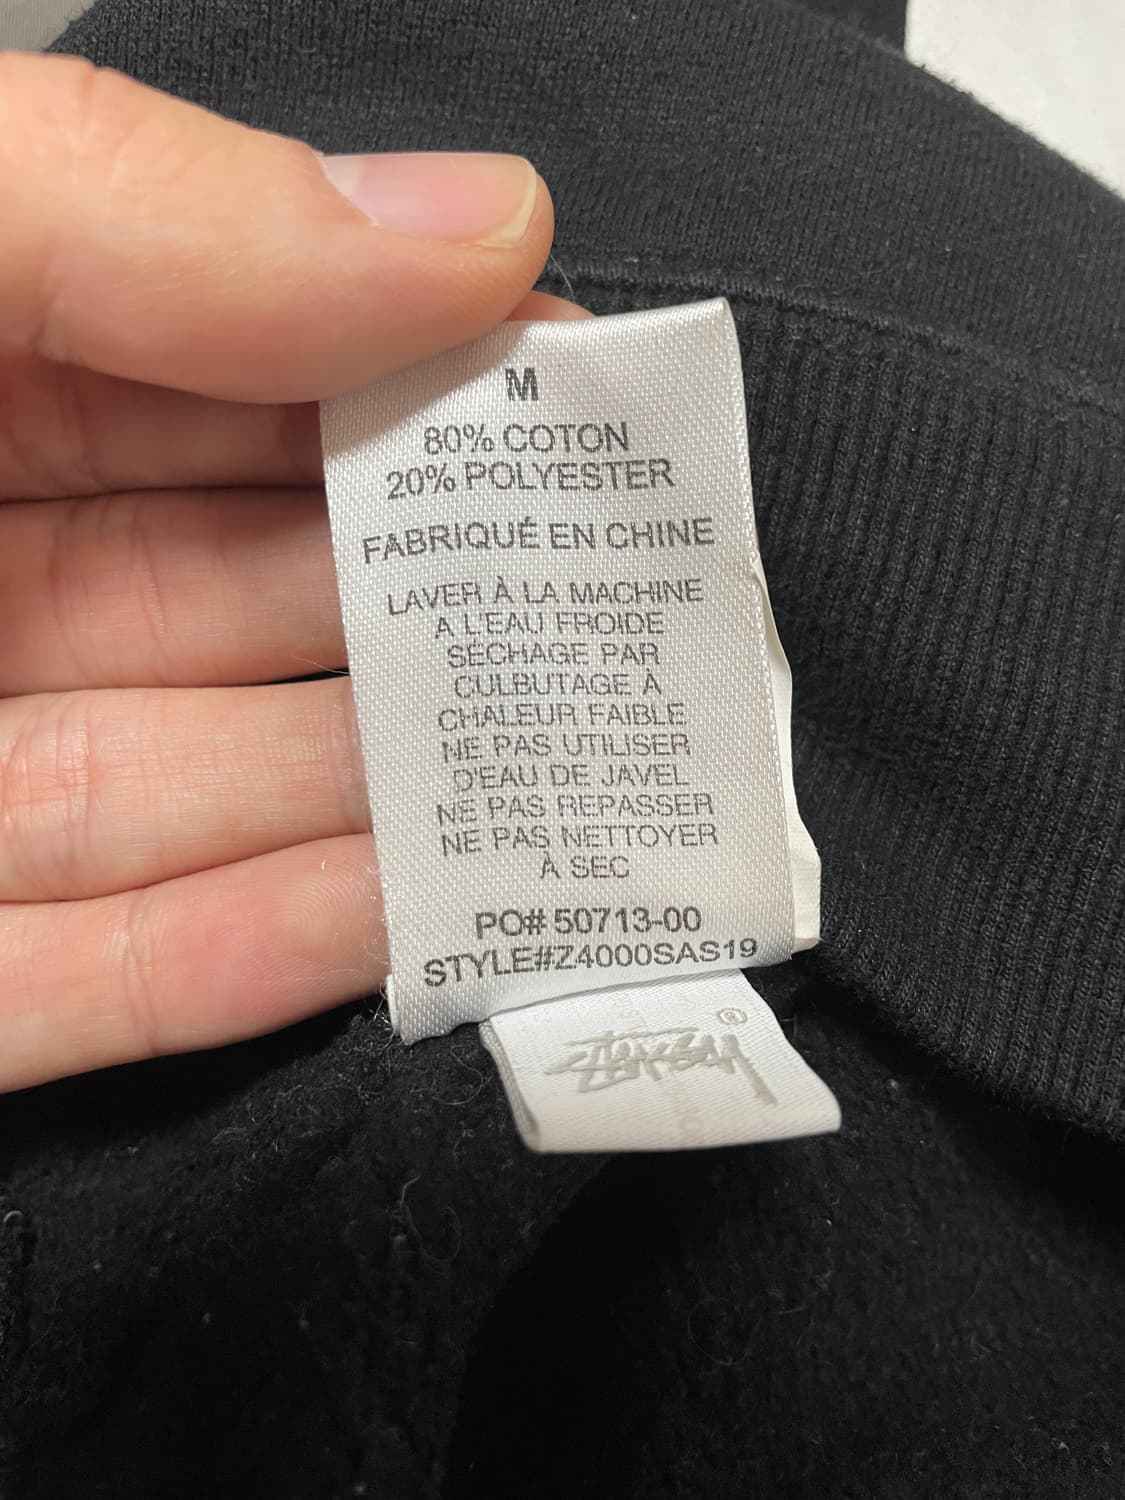 M
80% COTON
20% POLYESTER
FABRIQUÉ EN CHINE
LAVER À LA MACHINE
A L'EAU FROIDE
SÉCHAGE PAR
CULBUTAGE À
CHALEUR FAIBLE
NE PAS UTILISER
D'EAU DE JAVEL
NE PAS REPASSER
NE PAS NETTOYER
À SEC
PO# 50713-00
STYLE#Z4000SAS19
®
Stüssy